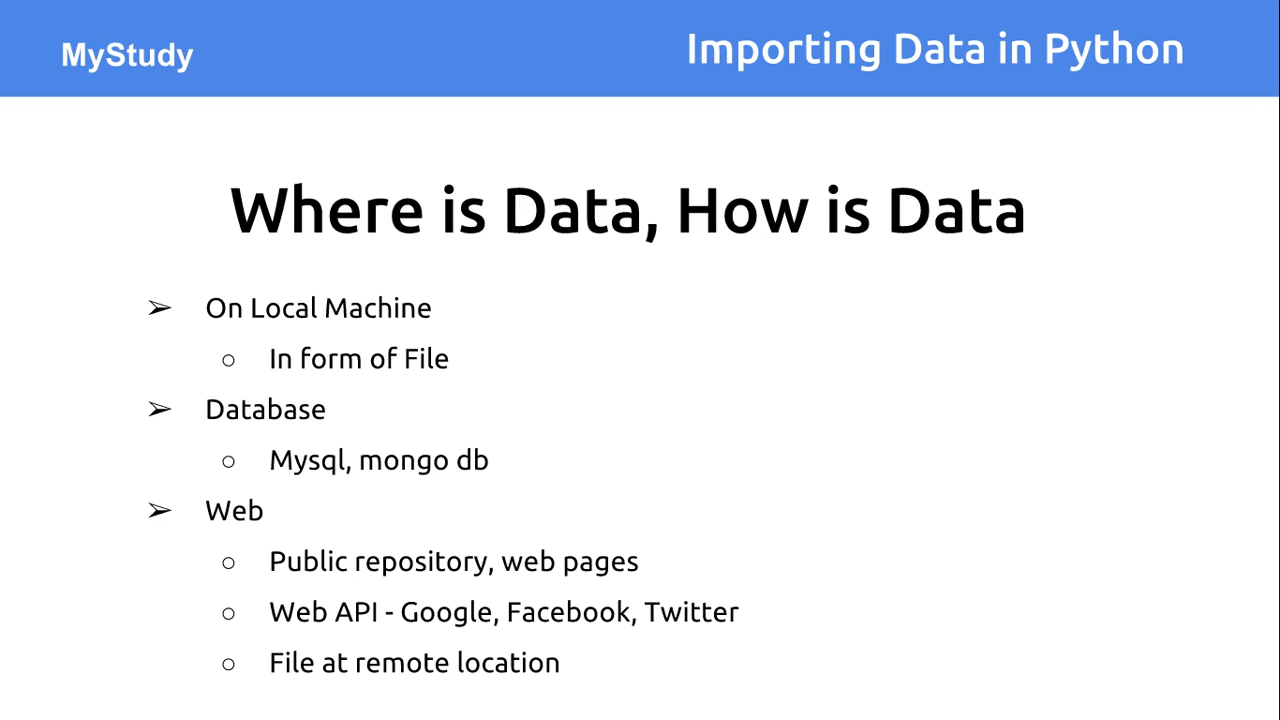 MyStudy
Importing Data in Python
Where is Data, How is Data
➢ On Local Machine
○ In form of File
➢ Database
○ Mysql, mongo db
➢ Web
○ Public repository, web pages
○ Web API - Google, Facebook, Twitter
○ File at remote location